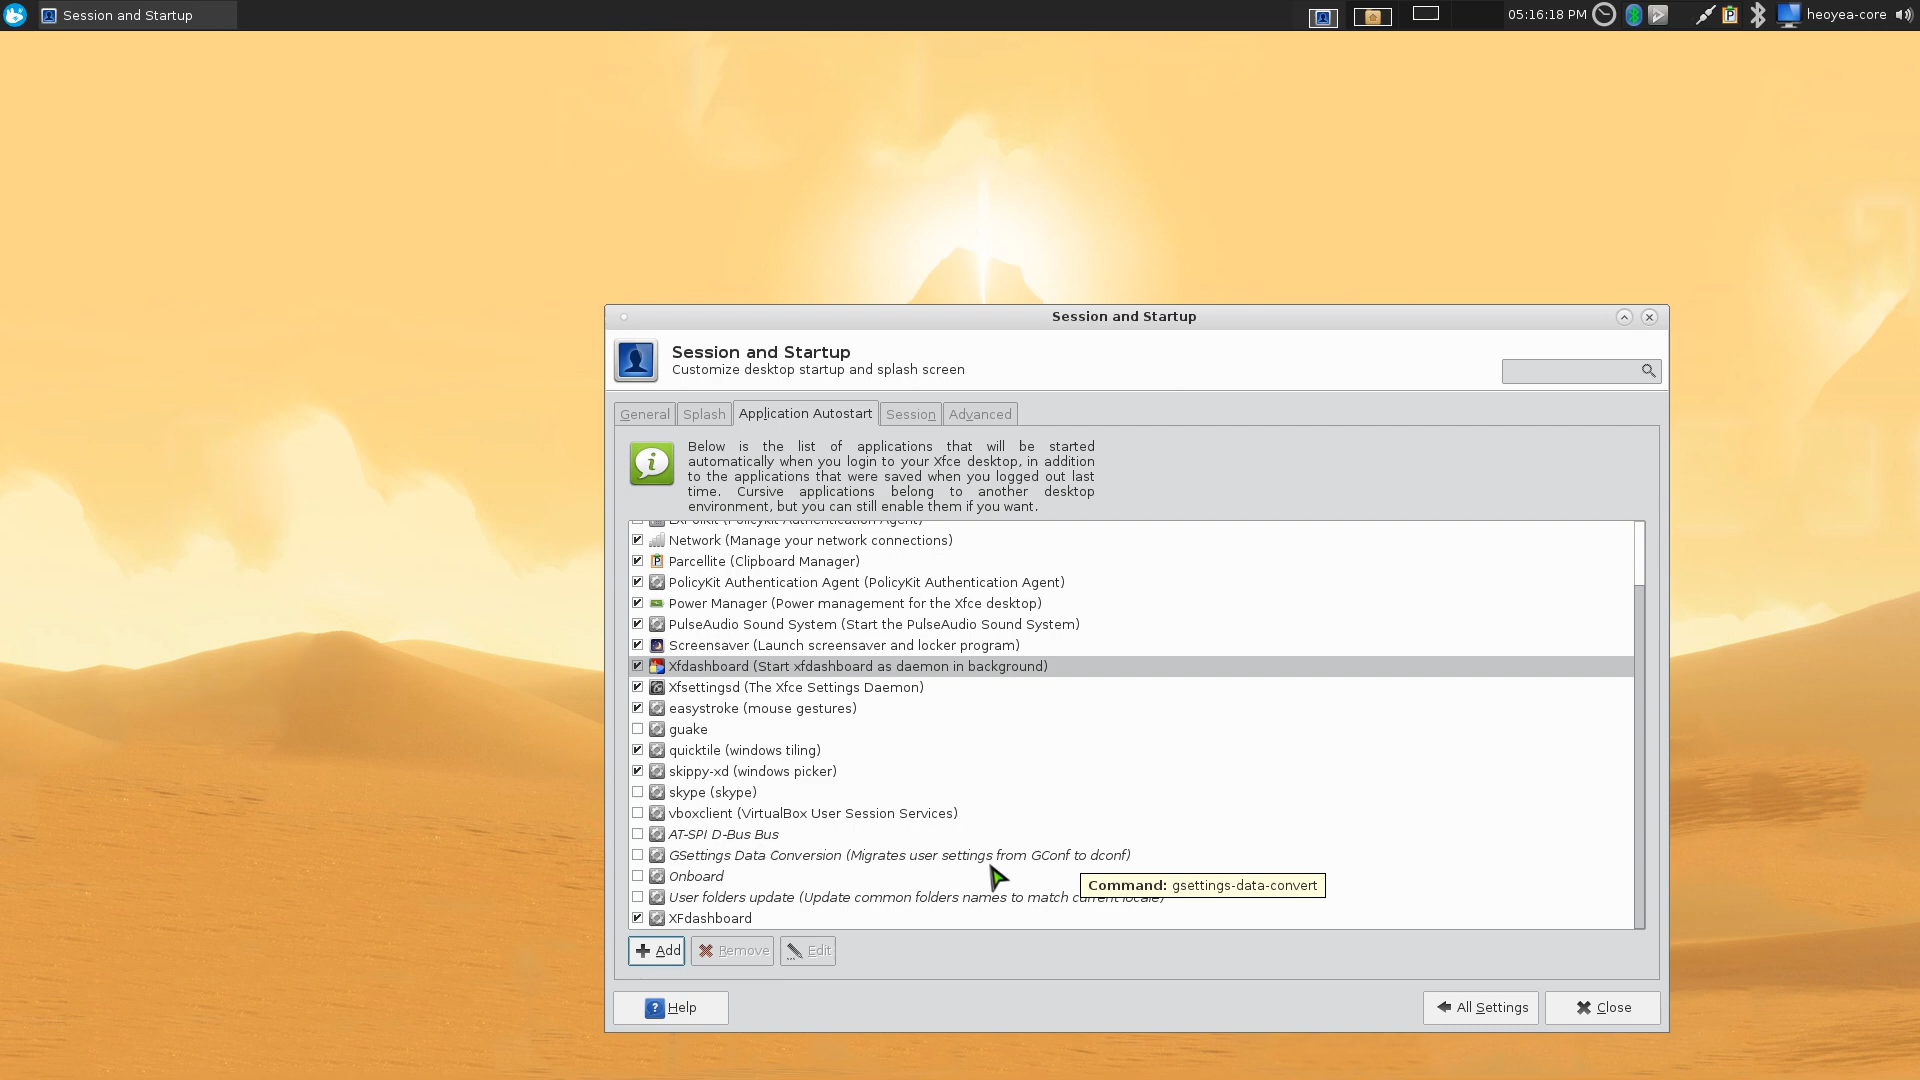 Session and Startup
05:16:18 PM
heoyea-core
Session and Startup
Session and Startup
Customize desktop startup and splash screen
General Splash Application Autostart Session Advanced
Below is the list of applications that will be started
automatically when you login to your Xfce desktop, in addition
to the applications that were saved when you logged out last
time. Cursive applications belong to another desktop
environment, but you can still enable them if you want.
Network (Manage your network connections)
Parcellite (Clipboard Manager)
PolicyKit Authentication Agent (PolicyKit Authentication Agent)
Power Manager (Power management for the Xfce desktop)
PulseAudio Sound System (Start the PulseAudio Sound System)
Screensaver (Launch screensaver and locker program)
Xfdashboard (Start xfdashboard as daemon in background)
Xfsettingsd (The Xfce Settings Daemon)
easystroke (mouse gestures)
guake
quicktile (windows tiling)
skippy-xd (windows picker)
skype (skype)
vboxclient (VirtualBox User Session Services)
AT-SPI D-Bus Bus
GSettings Data Conversion (Migrates user settings from GConf to dconf)
Onboard
Command: gsettings-data-convert
User folders update (Update common folders names to match current locale)
XFdashboard
Add Remove Edit
Help All Settings Close